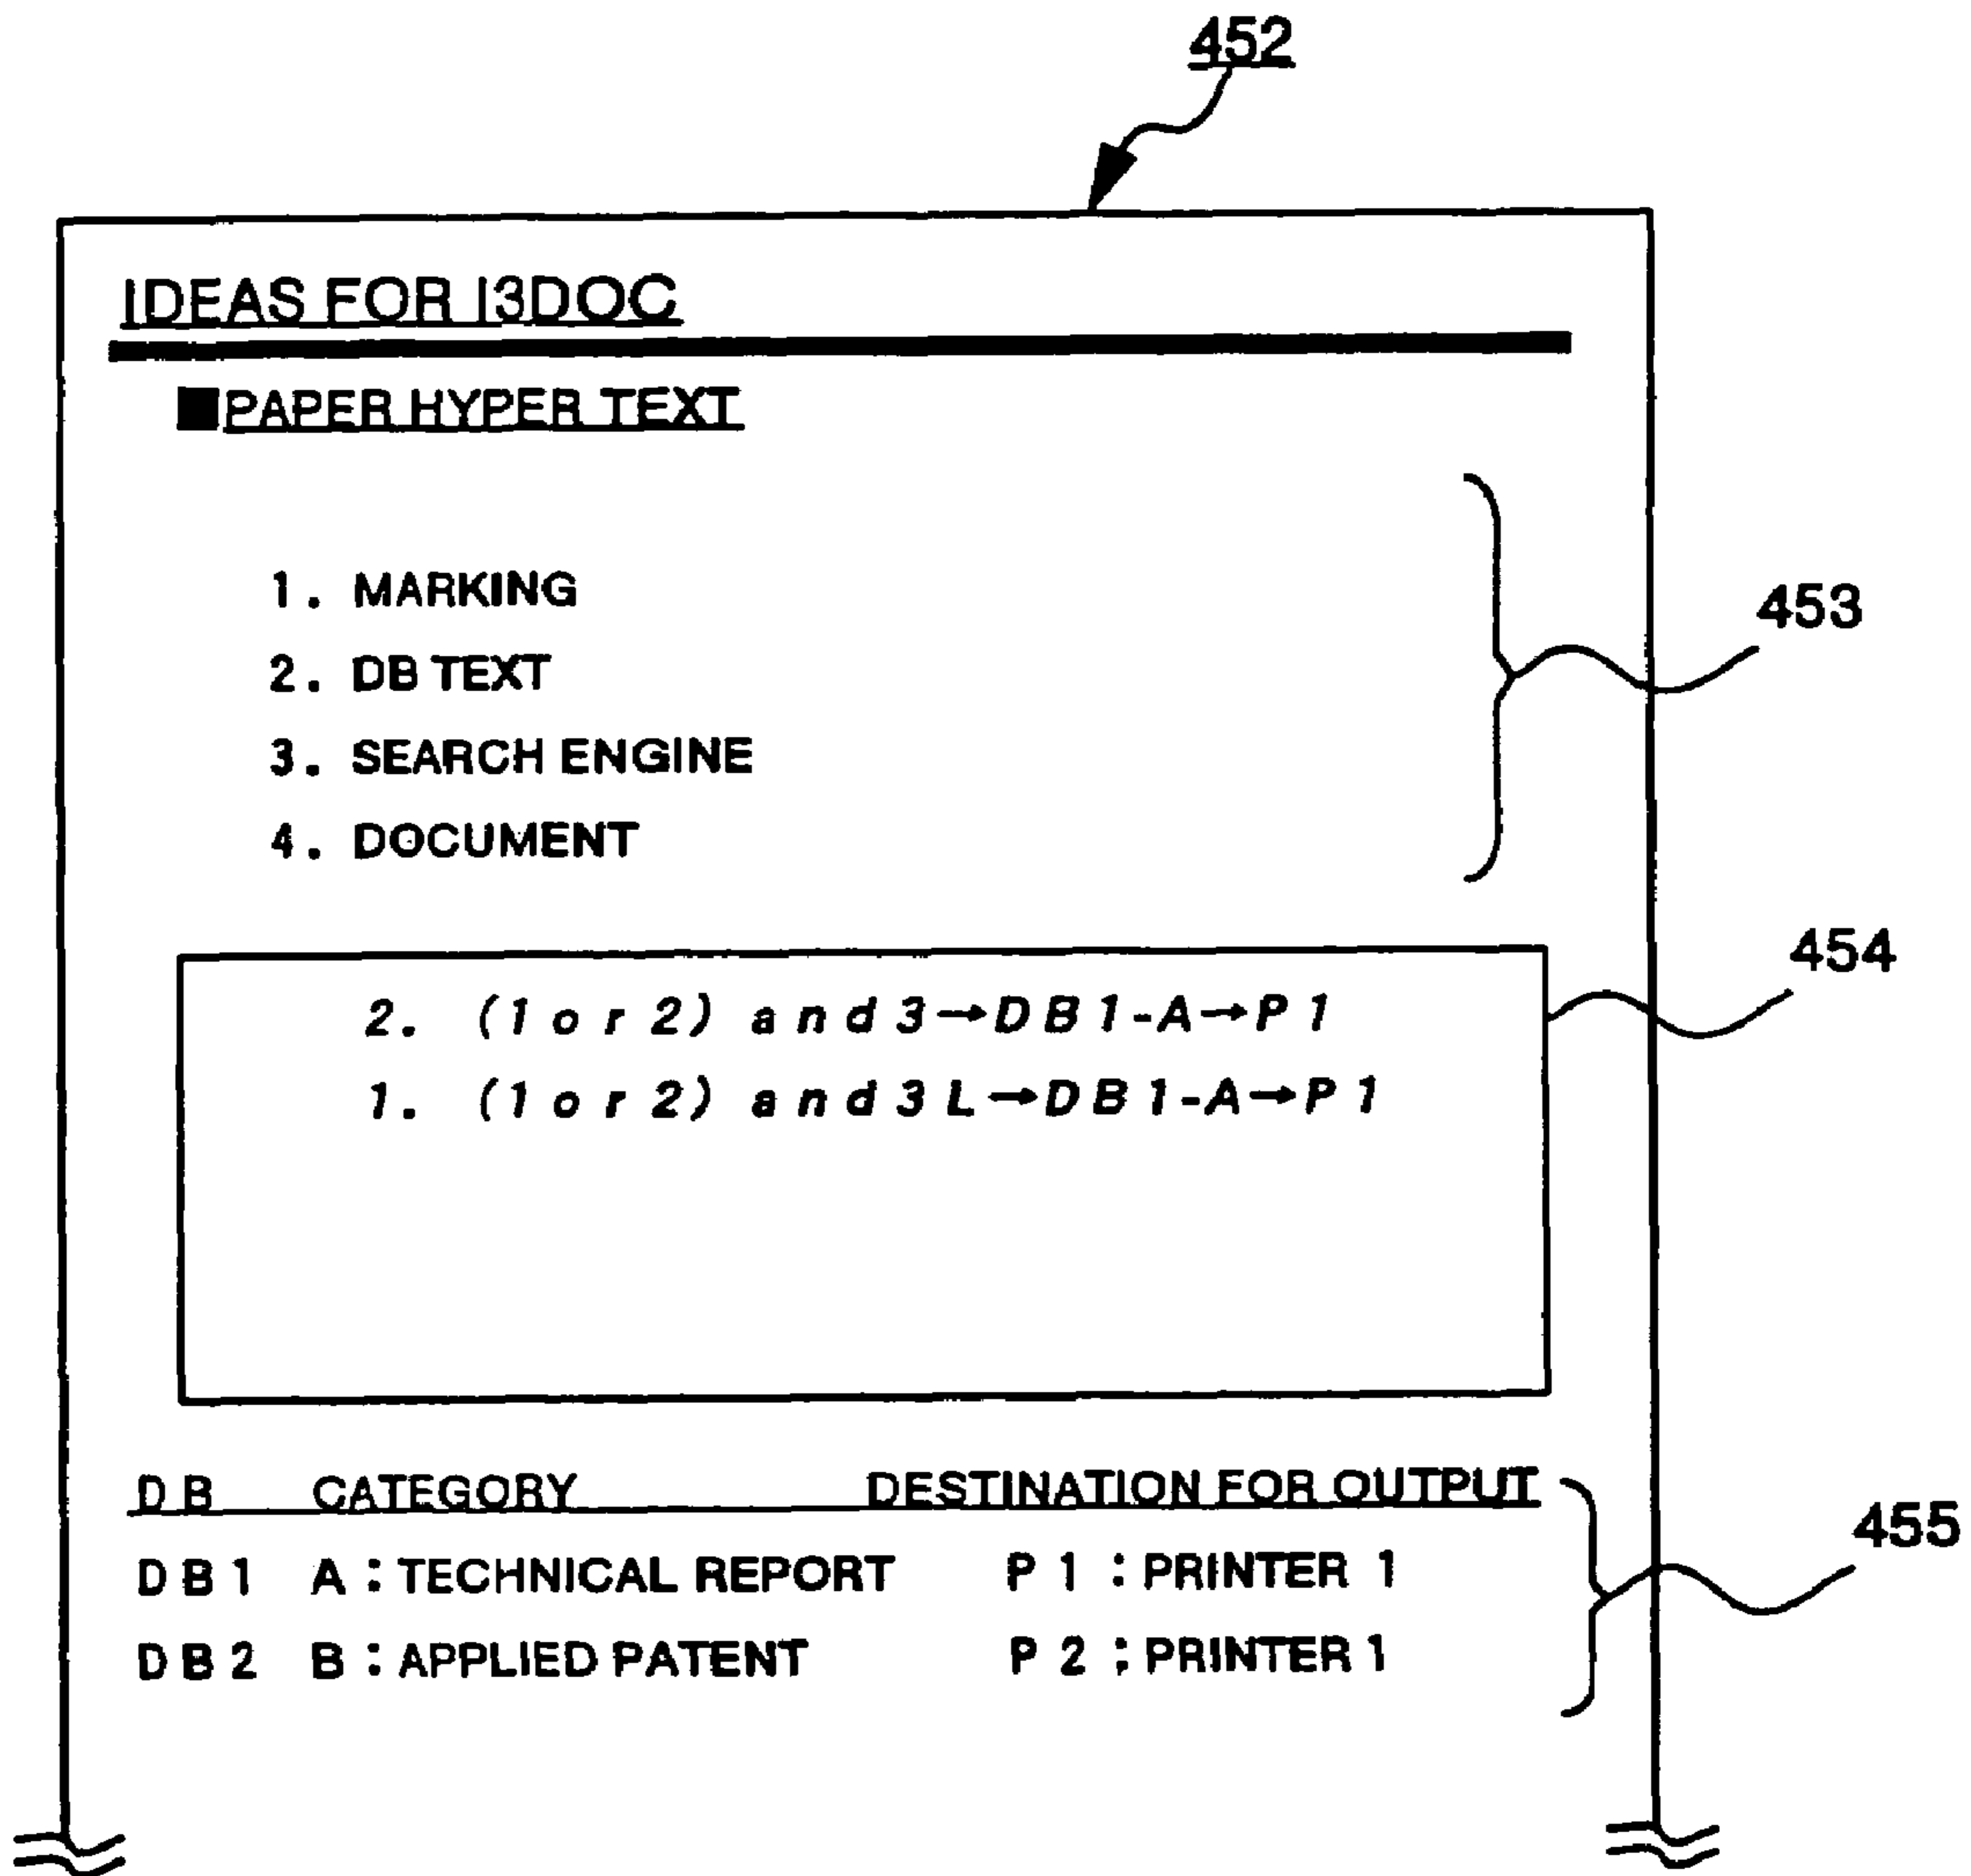 452
IDEAS FOR I3DOC
■PAPER HYPER TEXT
1. MARKING
2. DB TEXT
3. SEARCH ENGINE
4. DOCUMENT
453
454
2. (1 or 2) and 3→DB1-A→P1
1. (1 or 2) and 3L→DB1-A→P1
DB CATEGORY DESTINATION FOR OUTPUT
DB1 A : TECHNICAL REPORT P1 : PRINTER 1
DB2 B : APPLIED PATENT P2 : PRINTER 1
455